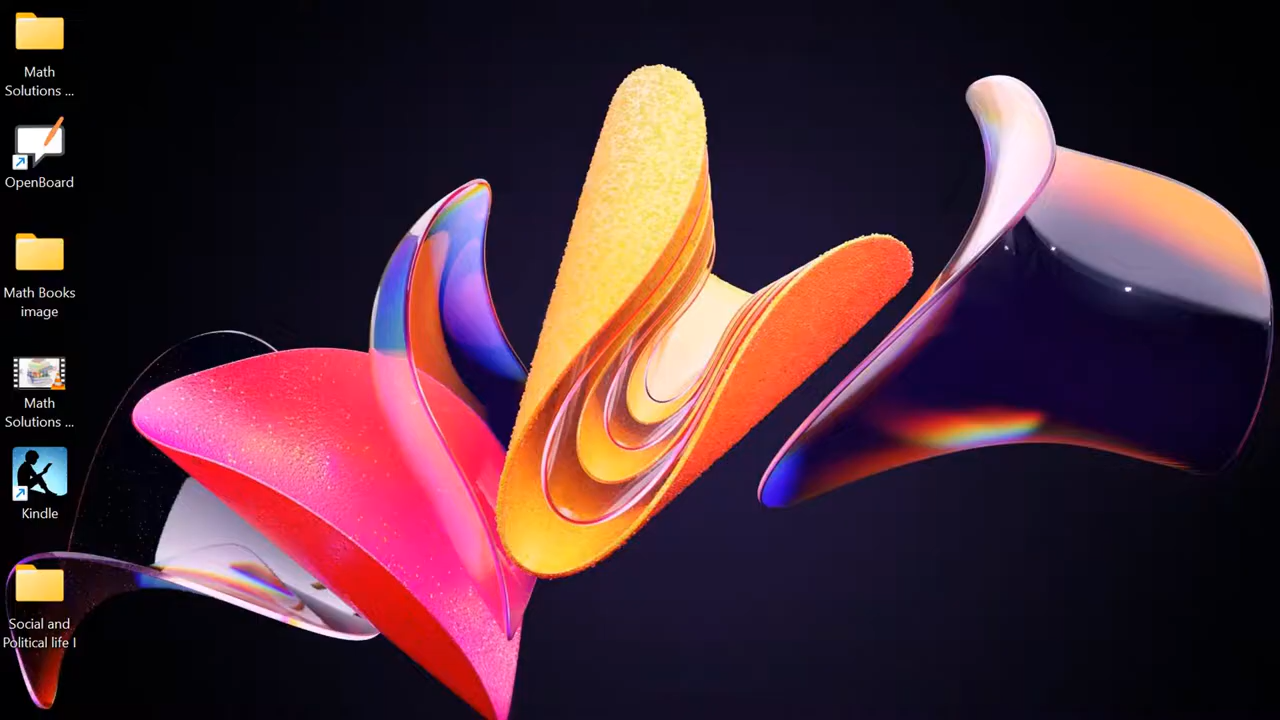 Math
Solutions ...
OpenBoard
Math Books
image
Math
Solutions ...
Kindle
Social and
Political life I